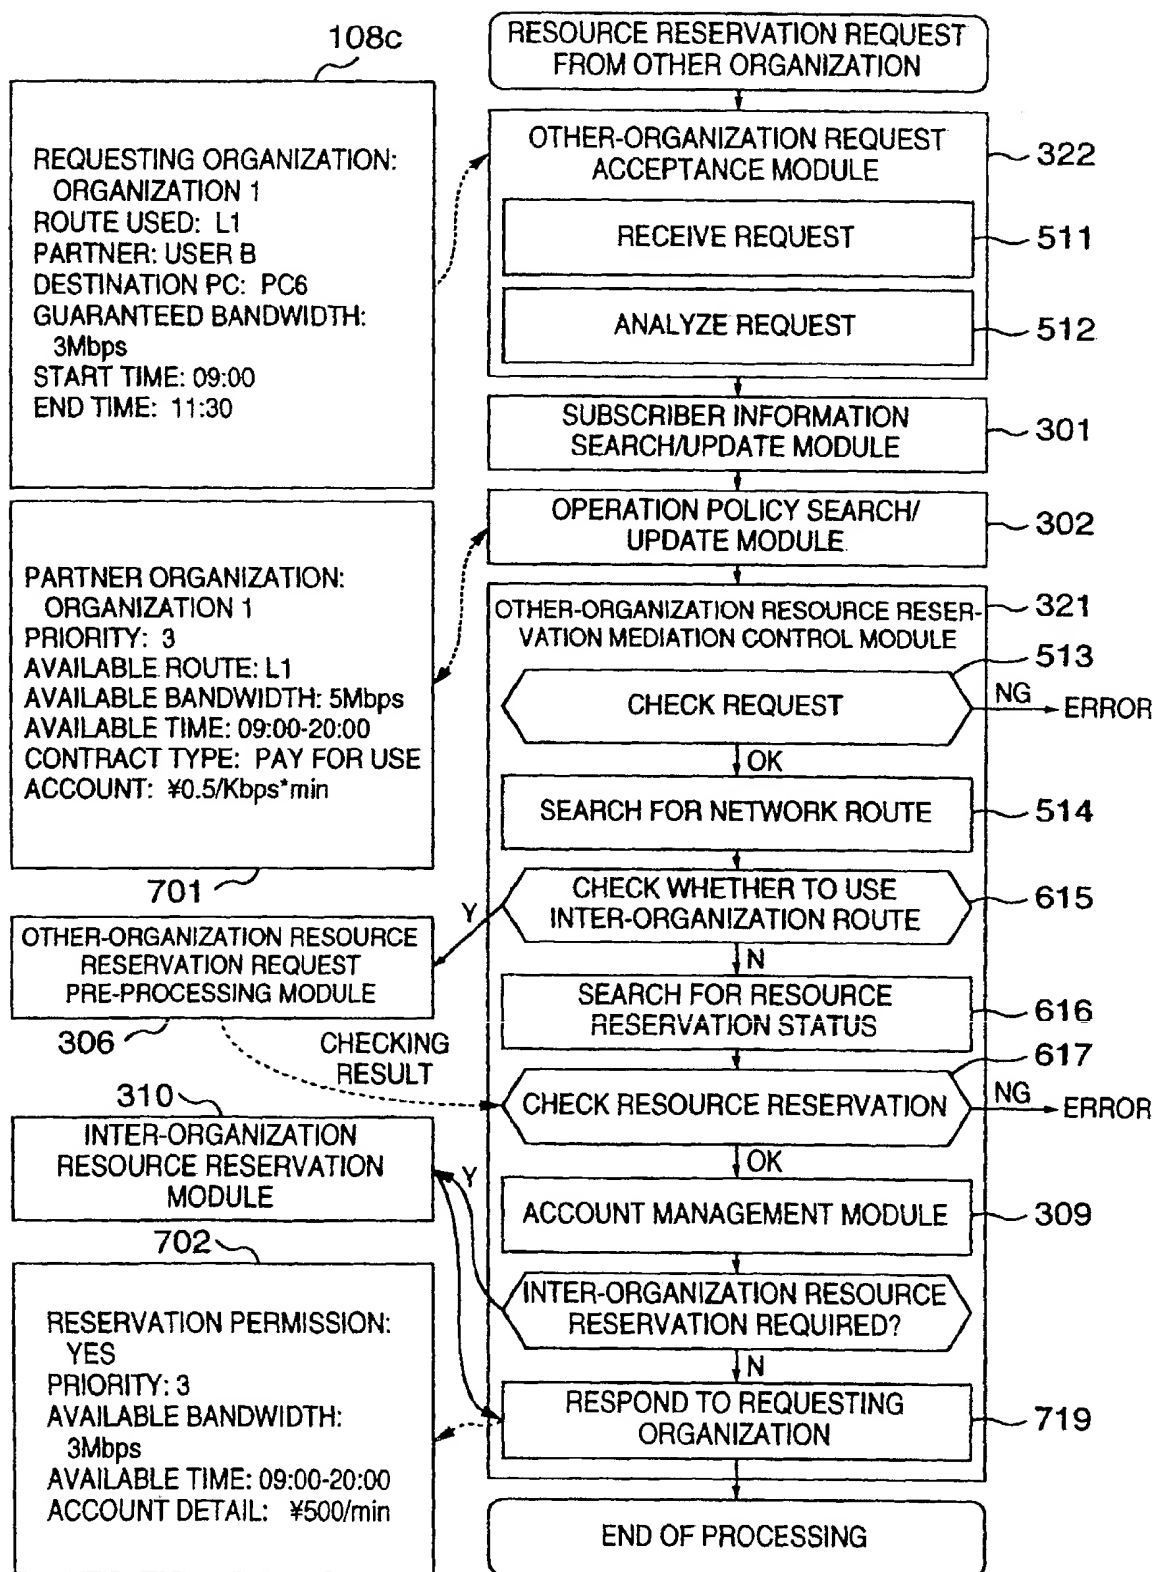 108c
RESOURCE RESERVATION REQUEST
FROM OTHER ORGANIZATION
REQUESTING ORGANIZATION:
ORGANIZATION 1
ROUTE USED: L1
PARTNER: USER B
DESTINATION PC: PC6
GUARANTEED BANDWIDTH:
3Mbps
START TIME: 09:00
END TIME: 11:30
OTHER-ORGANIZATION REQUEST
ACCEPTANCE MODULE
322
RECEIVE REQUEST
511
ANALYZE REQUEST
512
SUBSCRIBER INFORMATION
SEARCH/UPDATE MODULE
301
OPERATION POLICY SEARCH/
UPDATE MODULE
302
PARTNER ORGANIZATION:
ORGANIZATION 1
PRIORITY: 3
AVAILABLE ROUTE: L1
AVAILABLE BANDWIDTH: 5Mbps
AVAILABLE TIME: 09:00-20:00
CONTRACT TYPE: PAY FOR USE
ACCOUNT: ¥0.5/Kbps*min
701
OTHER-ORGANIZATION RESOURCE RESER-
VATION MEDIATION CONTROL MODULE
321
513
CHECK REQUEST
NG
ERROR
OK
SEARCH FOR NETWORK ROUTE
514
CHECK WHETHER TO USE
INTER-ORGANIZATION ROUTE
615
Y
N
OTHER-ORGANIZATION RESOURCE
RESERVATION REQUEST
PRE-PROCESSING MODULE
306
CHECKING
RESULT
SEARCH FOR RESOURCE
RESERVATION STATUS
616
617
CHECK RESOURCE RESERVATION
NG
ERROR
OK
310
INTER-ORGANIZATION
RESOURCE RESERVATION
MODULE
Y
ACCOUNT MANAGEMENT MODULE
309
INTER-ORGANIZATION RESOURCE
RESERVATION REQUIRED?
N
702
RESERVATION PERMISSION:
YES
PRIORITY: 3
AVAILABLE BANDWIDTH:
3Mbps
AVAILABLE TIME: 09:00-20:00
ACCOUNT DETAIL: ¥500/min
RESPOND TO REQUESTING
ORGANIZATION
719
END OF PROCESSING